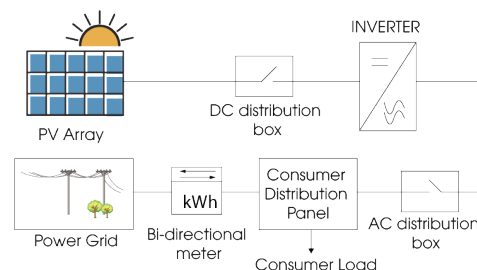 INVERTER
DC distribution
box
PV Array
Consumer
Distribution
Panel
kWh
Power Grid
Bi-directional
meter
AC distribution
box
Consumer Load